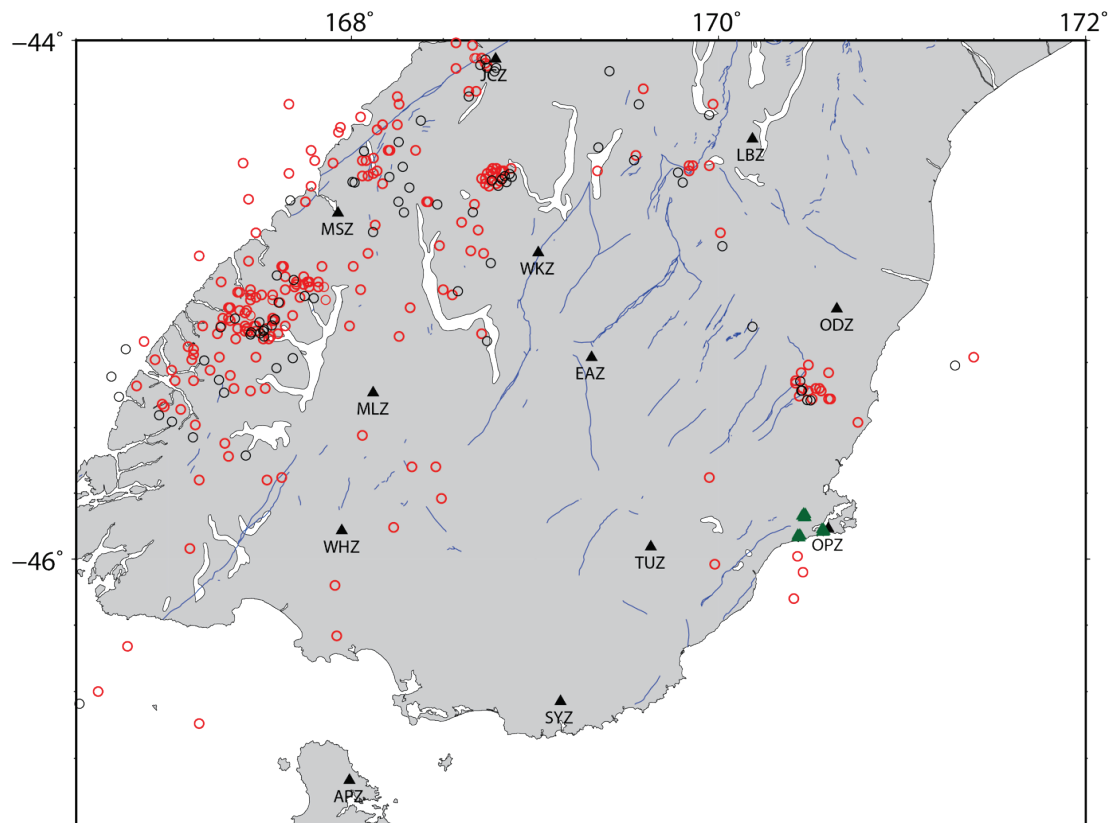 168° 170° 172°
−44°
JCZ
LBZ
MSZ
WKZ
ODZ
EAZ
MLZ
WHZ
OPZ
−46°
TUZ
SYZ
APZ